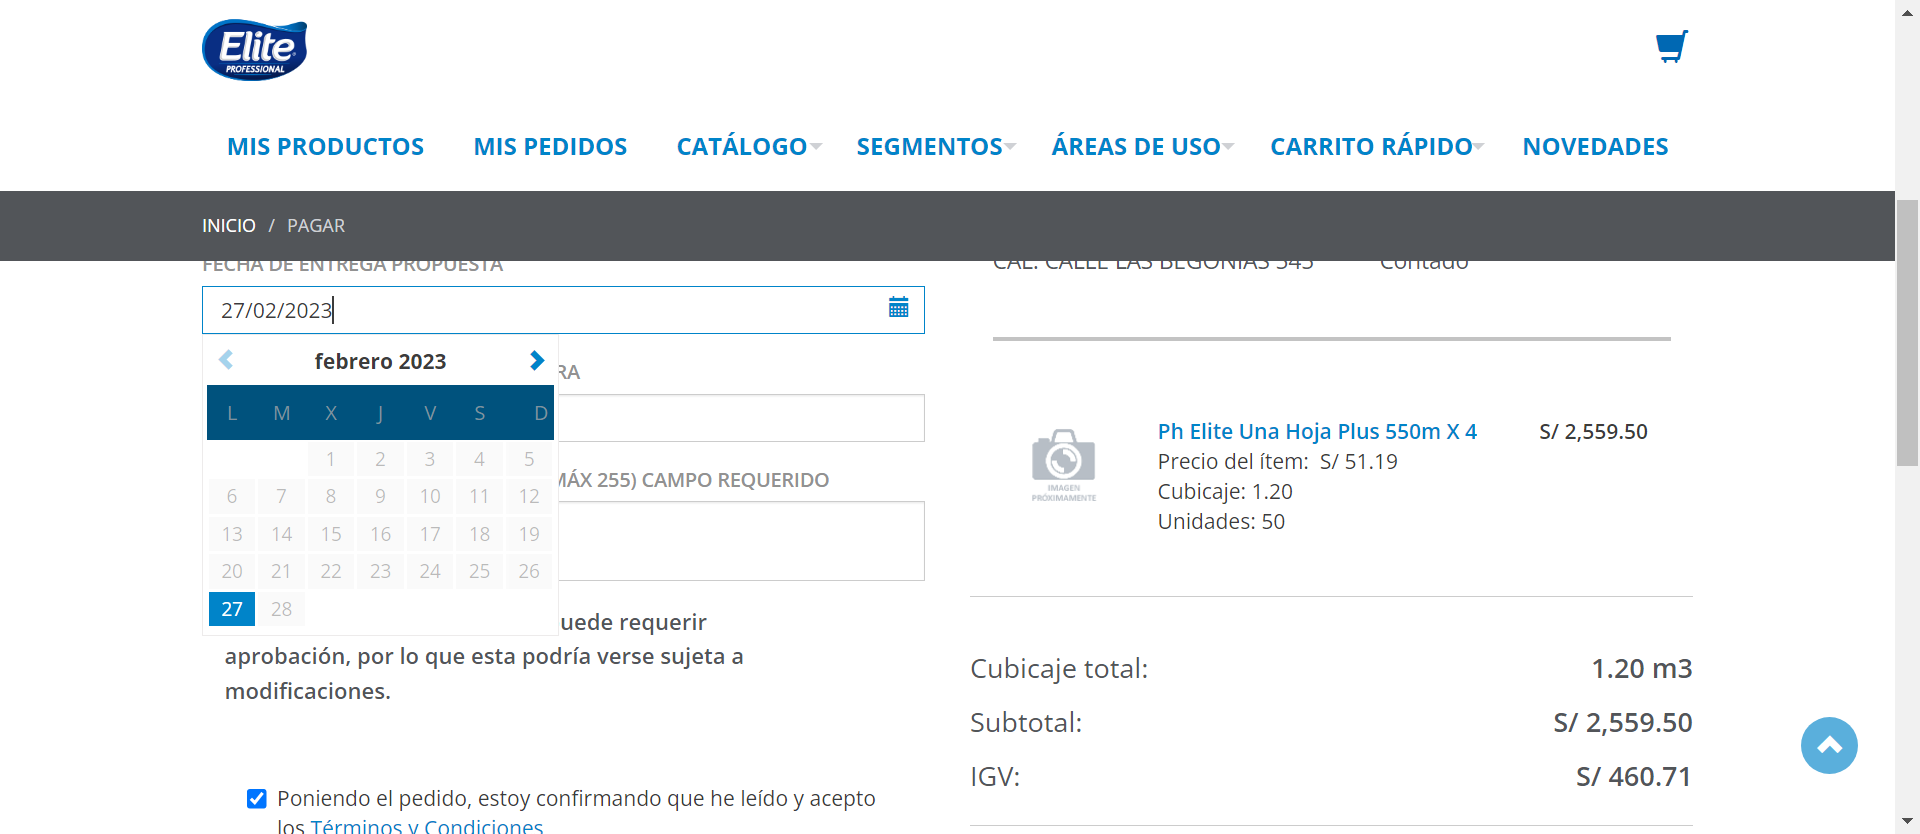 Elite
PROFESSIONAL
MIS PRODUCTOS MIS PEDIDOS CATÁLOGO SEGMENTOS ÁREAS DE USO CARRITO RÁPIDO NOVEDADES
INICIO / PAGAR
FECHA DE ENTREGA PROPUESTA
27/02/2023
febrero 2023
L M X J V S D
1 2 3 4 5
6 7 8 9 10 11 12
13 14 15 16 17 18 19
20 21 22 23 24 25 26
27 28
RA
MÁX 255) CAMPO REQUERIDO
uede requerir
aprobación, por lo que esta podría verse sujeta a
modificaciones.
Poniendo el pedido, estoy confirmando que he leído y acepto
los Términos y Condiciones
CAL. CALLE LAS BEGONIAS 545 Contado
IMAGEN
PRÓXIMAMENTE
Ph Elite Una Hoja Plus 550m X 4 S/ 2,559.50
Precio del ítem: S/ 51.19
Cubicaje: 1.20
Unidades: 50
Cubicaje total: 1.20 m3
Subtotal: S/ 2,559.50
IGV: S/ 460.71